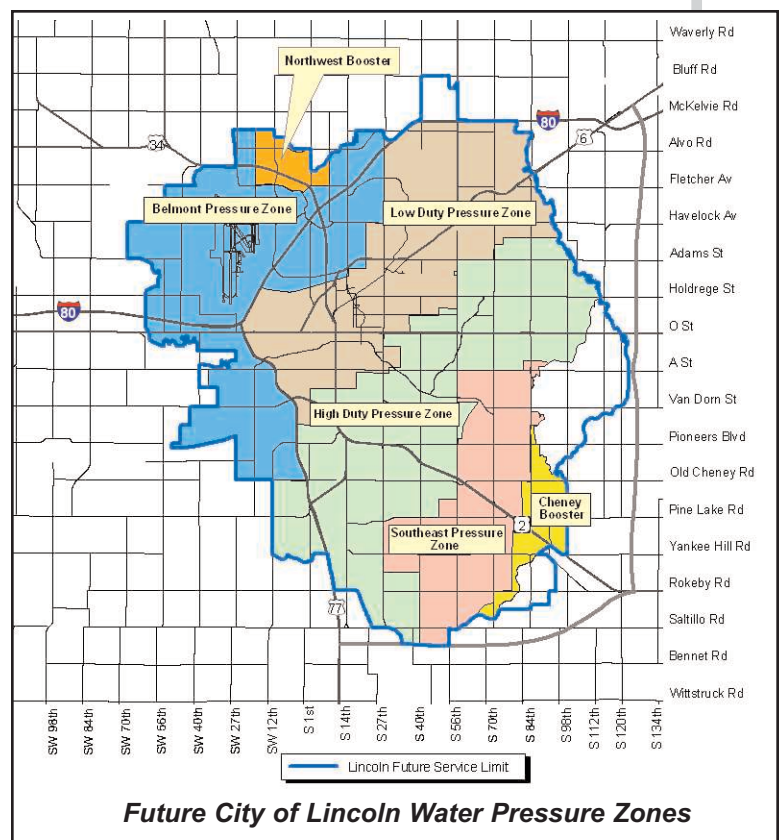 Waverly Rd
Bluff Rd
McKelvie Rd
Alvo Rd
Fletcher Av
Havelock Av
Adams St
Holdrege St
O St
A St
Van Dorn St
Pioneers Blvd
Old Cheney Rd
Pine Lake Rd
Yankee Hill Rd
Rokeby Rd
Saltillo Rd
Bennet Rd
Wittstruck Rd
Northwest Booster
80
6
34
Belmont Pressure Zone
Low Duty Pressure Zone
80
High Duty Pressure Zone
Cheney
Booster
2
Southeast Pressure
Zone
77
SW 98th
SW 84th
SW 70th
SW 56th
SW 40th
SW 27th
SW 12th
S 1st
S 14th
S 27th
S 40th
S 56th
S 70th
S 84th
S 98th
S 112th
S 120th
S 134th
Lincoln Future Service Limit
Future City of Lincoln Water Pressure Zones